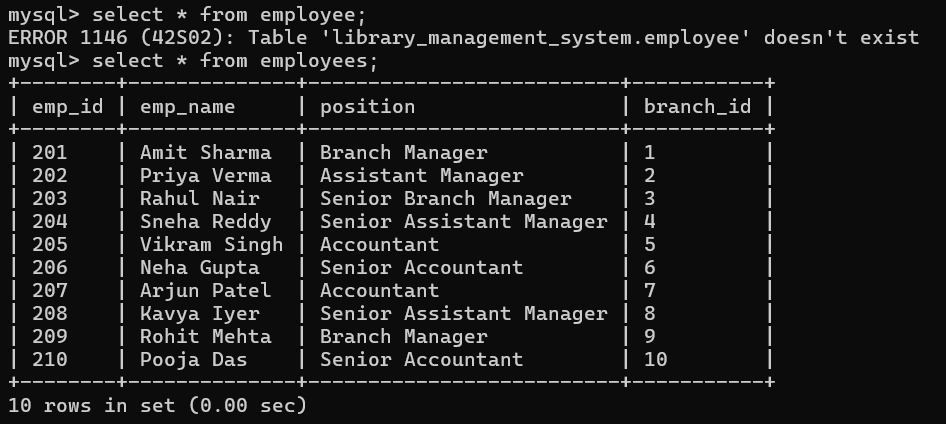 mysql> select * from employee;
ERROR 1146 (42S02): Table 'library_management_system.employee' doesn't exist
mysql> select * from employees;
+--------+--------------+--------------------------+-----------+
| emp_id | emp_name     | position                 | branch_id |
+--------+--------------+--------------------------+-----------+
| 201    | Amit Sharma  | Branch Manager           | 1         |
| 202    | Priya Verma  | Assistant Manager        | 2         |
| 203    | Rahul Nair   | Senior Branch Manager    | 3         |
| 204    | Sneha Reddy  | Senior Assistant Manager | 4         |
| 205    | Vikram Singh | Accountant               | 5         |
| 206    | Neha Gupta   | Senior Accountant        | 6         |
| 207    | Arjun Patel  | Accountant               | 7         |
| 208    | Kavya Iyer   | Senior Assistant Manager | 8         |
| 209    | Rohit Mehta  | Branch Manager           | 9         |
| 210    | Pooja Das    | Senior Accountant        | 10        |
+--------+--------------+--------------------------+-----------+
10 rows in set (0.00 sec)